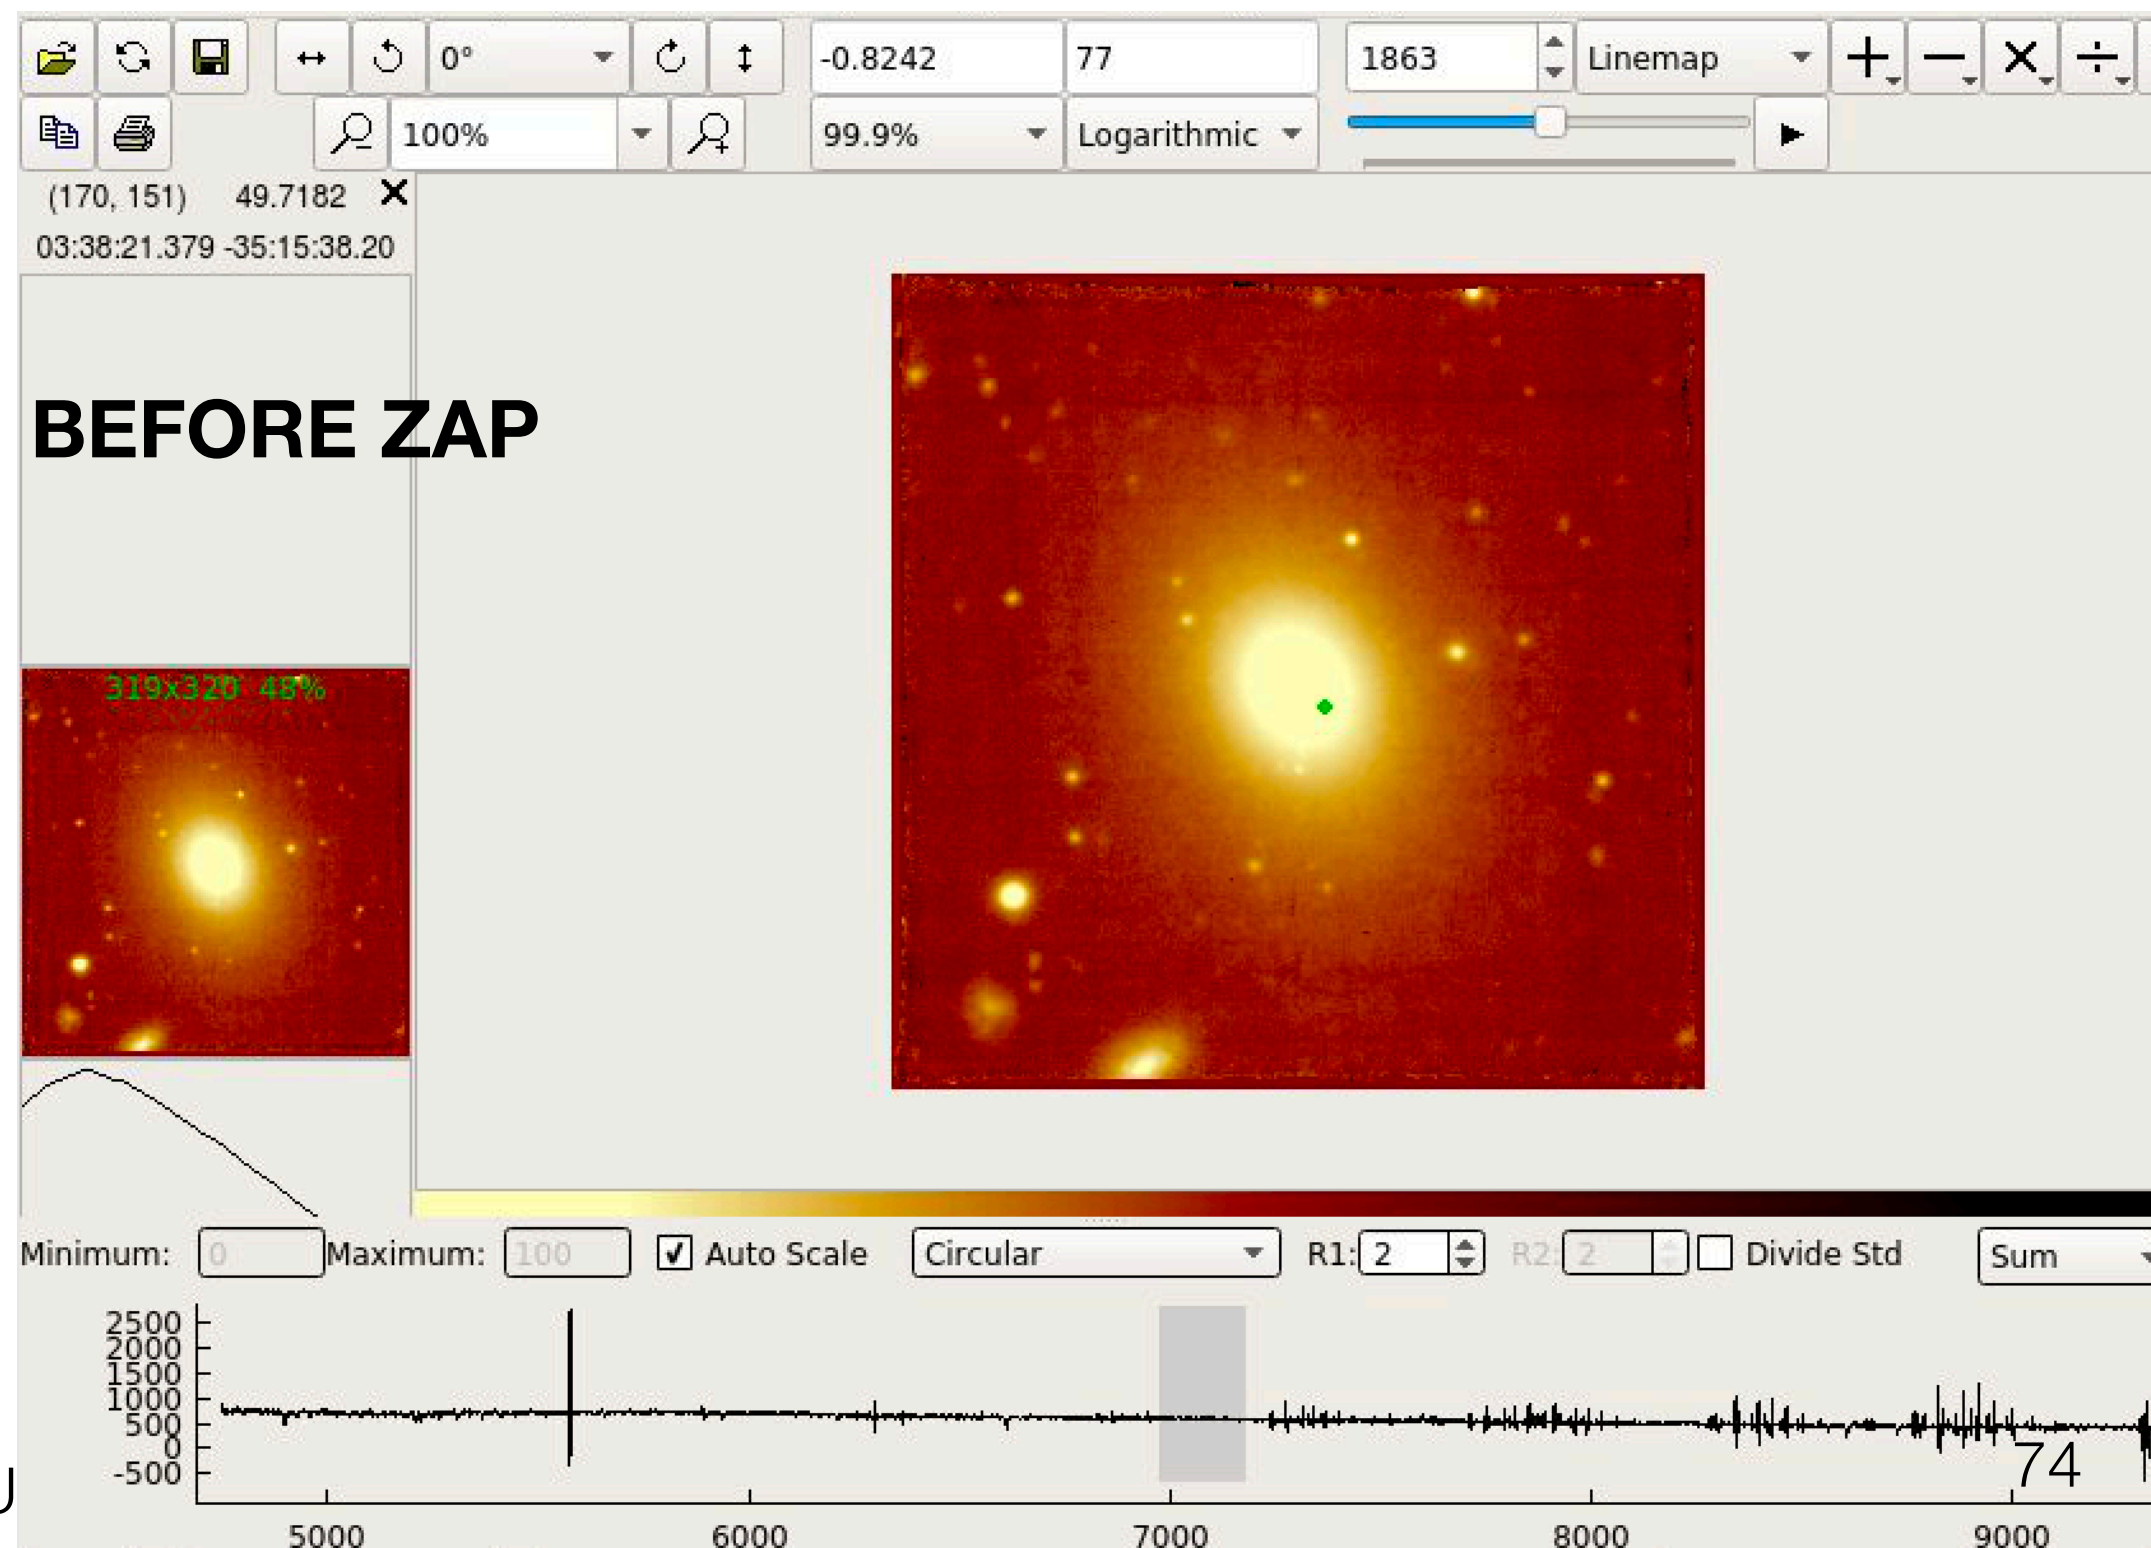 0° -0.8242 77 1863 Linemap
100% 99.9% Logarithmic
(170, 151) 49.7182
03:38:21.379 -35:15:38.20
BEFORE ZAP
319x320 48%
Minimum: 0 Maximum: 100 Auto Scale Circular R1: 2 R2: 2 Divide Std Sum
2500
2000
1500
1000
500
0
-500
74
5000 6000 7000 8000 9000